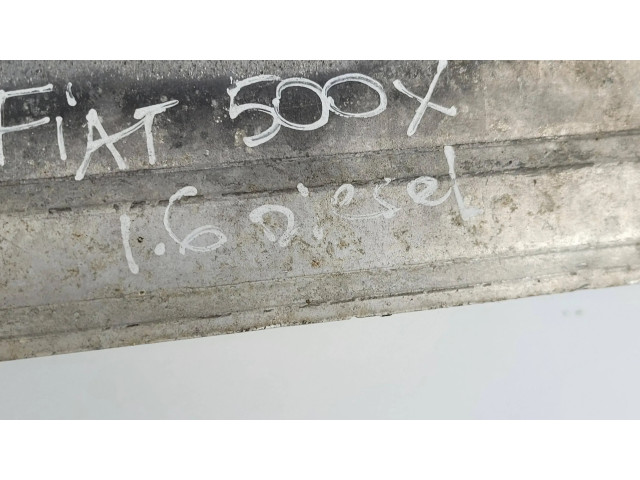 FiAT 500X
1.6 Diesel